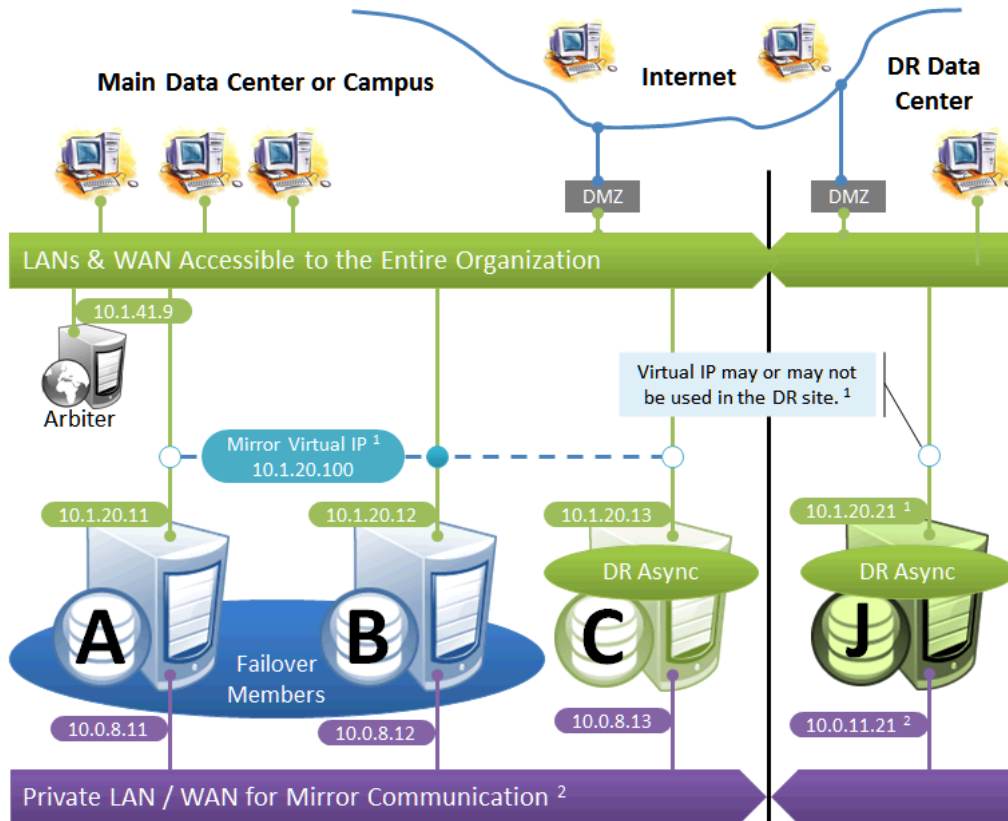 Main Data Center or Campus
Internet
DR Data
Center
DMZ
DMZ
LANs & WAN Accessible to the Entire Organization
10.1.41.9
Arbiter
Virtual IP may or may not
be used in the DR site. ¹
Mirror Virtual IP ¹
10.1.20.100
10.1.20.11
10.1.20.12
10.1.20.13
10.1.20.21 ¹
DR Async
DR Async
A
B
C
J
Failover
Members
10.0.8.11
10.0.8.12
10.0.8.13
10.0.11.21 ²
Private LAN / WAN for Mirror Communication ²